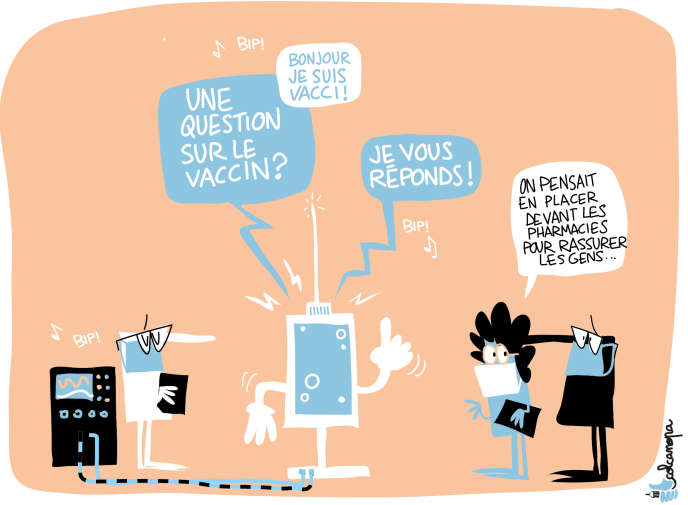 BIP!
BONJOUR
JE SUIS
VACCI!
UNE
QUESTION
SUR LE
VACCIN?
JE VOUS
RÉPONDS!
BIP!
ON PENSAIT
EN PLACER
DEVANT LES
PHARMACIES
POUR RASSURER
LES GENS...
BIP!
colcanopa